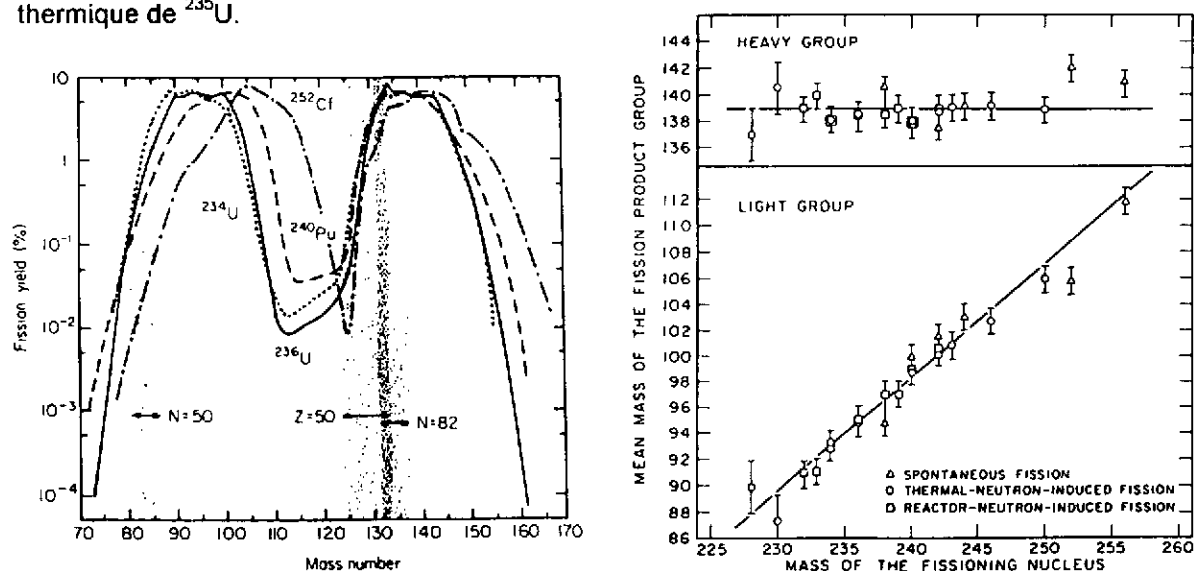 thermique de ²³⁵U.
10
1
10⁻¹
10⁻²
10⁻³
10⁻⁴
Fission yield (%)
²⁵²Cf
²³⁴U
²⁴⁰Pu
²³⁶U
N=50
Z=50
N=82
70 80 90 100 110 120 130 140 150 160 170
Mass number
MEAN MASS OF THE FISSION PRODUCT GROUP
144
142
140
138
136
HEAVY GROUP
112
110
108
106
104
102
100
98
96
94
92
90
88
86
LIGHT GROUP
△ SPONTANEOUS FISSION
○ THERMAL-NEUTRON-INDUCED FISSION
□ REACTOR-NEUTRON-INDUCED FISSION
225 230 235 240 245 250 255 260
MASS OF THE FISSIONING NUCLEUS